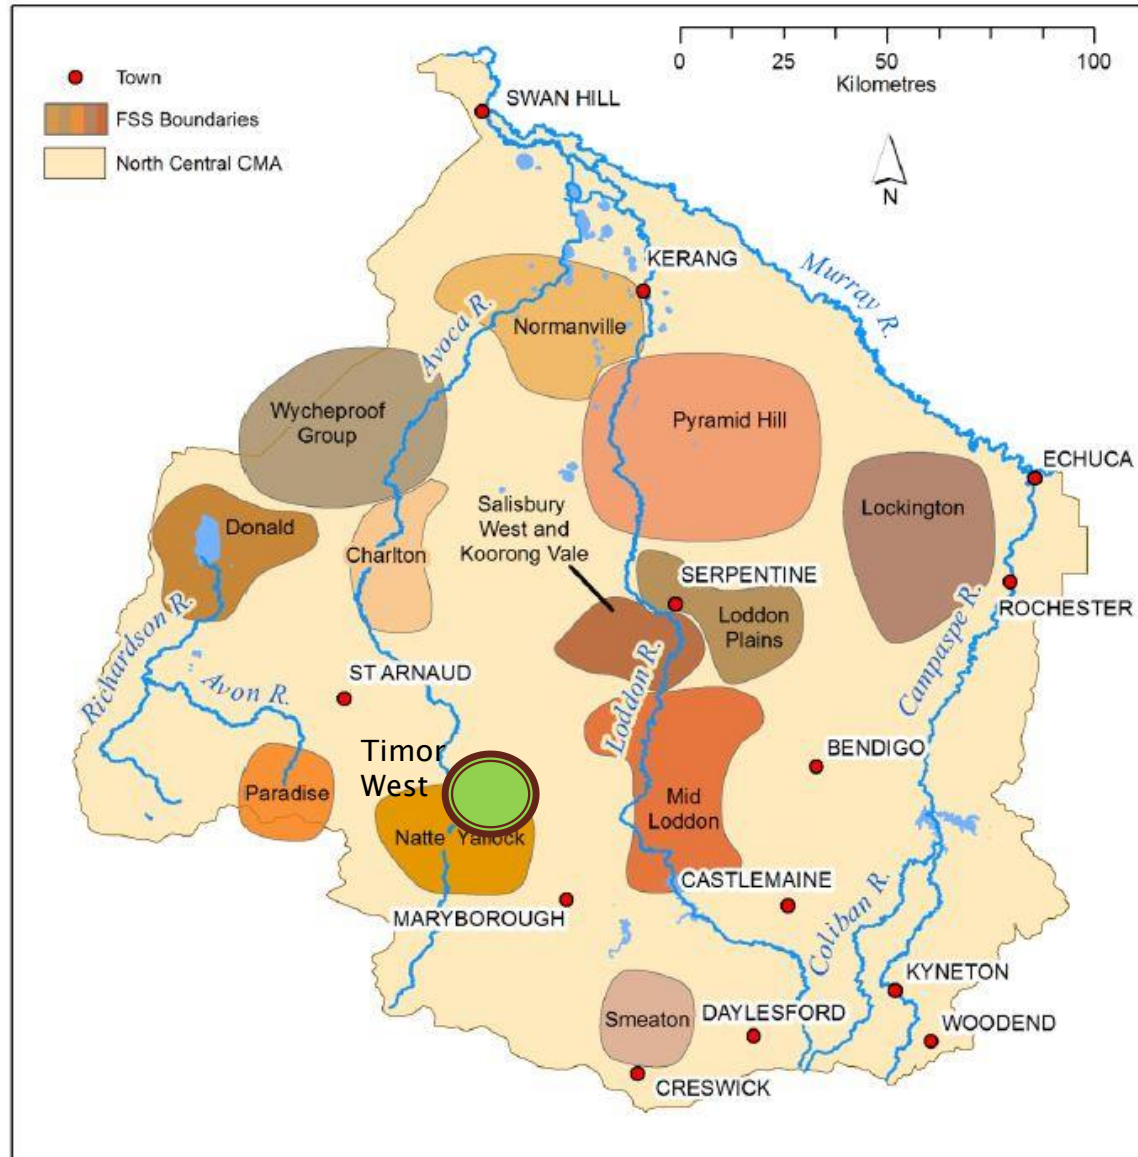 Town
FSS Boundaries
North Central CMA
0 25 50 100
Kilometres
N
SWAN HILL
KERANG
Murray R.
Avoca R.
Normanville
Wycheproof
Group
Pyramid Hill
ECHUCA
Lockington
Salisbury
West and
Koorong Vale
Donald
Charlton
SERPENTINE
ROCHESTER
Loddon
Plains
Richardson R.
Avon R.
ST ARNAUD
Loddon R.
Campaspe R.
BENDIGO
Timor
West
Paradise
Natte Yallock
Mid
Loddon
CASTLEMAINE
MARYBOROUGH
Coliban R.
KYNETON
Smeaton
DAYLESFORD
WOODEND
CRESWICK